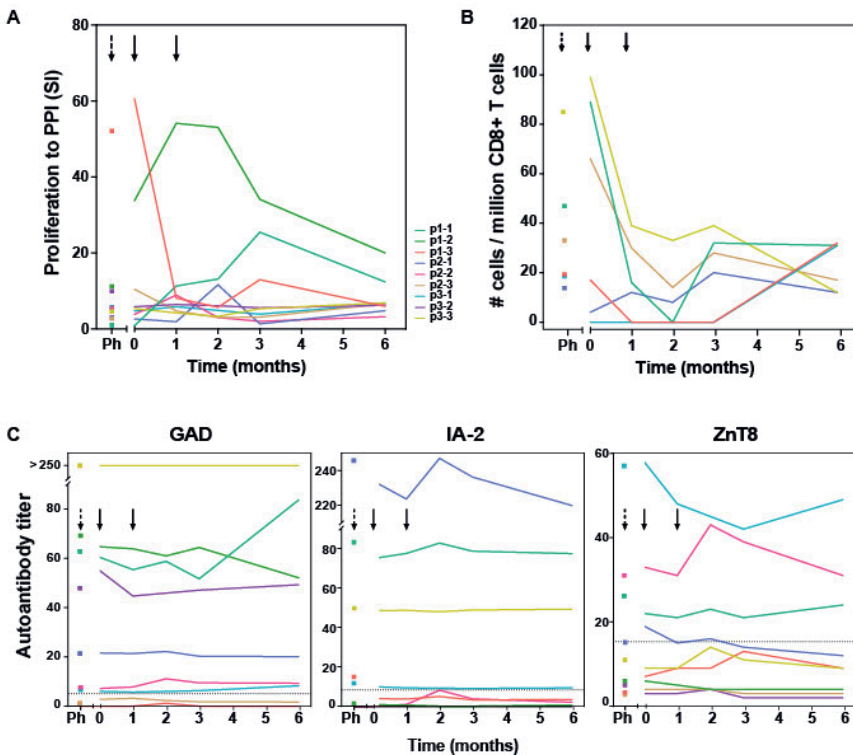 A
B
80
60
40
20
0
Proliferation to PPI (SI)
Ph 0 1 2 3 4 5 6
Time (months)
p1-1
p1-2
p1-3
p2-1
p2-2
p2-3
p3-1
p3-2
p3-3
120
100
80
60
40
20
0
# cells / million CD8+ T cells
Ph 0 1 2 3 4 5 6
Time (months)
C
GAD
IA-2
ZnT8
Autoantibody titer
>250
80
60
40
20
0
Ph 0 1 2 3 4 5 6
240
220
80
60
40
20
0
Ph 0 1 2 3 4 5 6
60
40
20
0
Ph 0 1 2 3 4 5 6
Time (months)